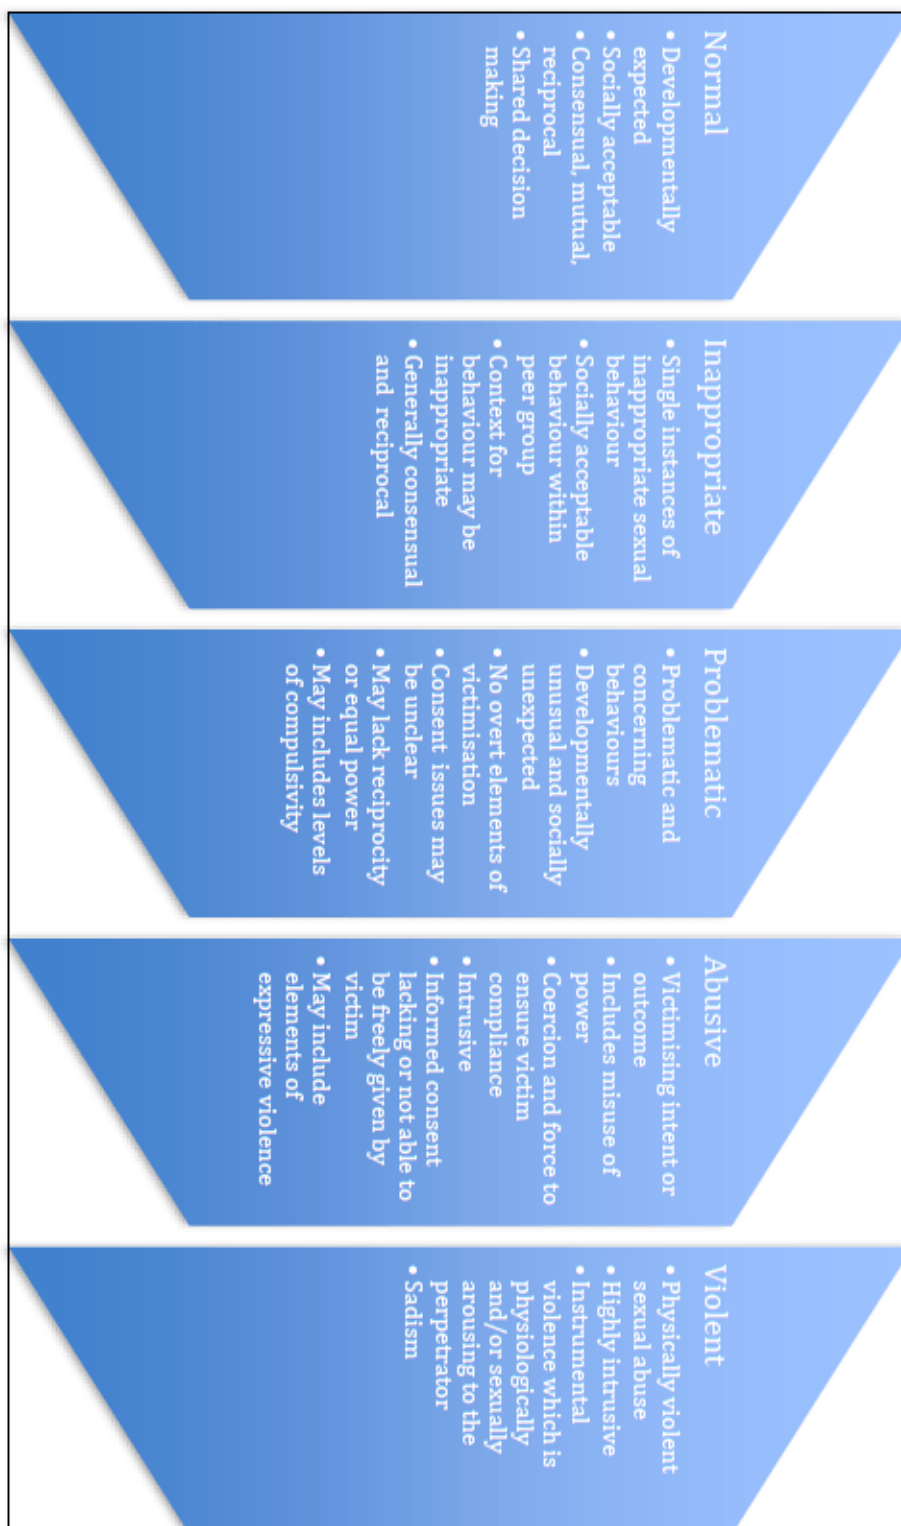 Normal
• Developmentally
expected
• Socially acceptable
• Consensual, mutual,
reciprocal
• Shared decision
making
Inappropriate
• Single instances of
inappropriate sexual
behaviour
• Socially acceptable
behaviour within
peer group
• Context for
behaviour may be
inappropriate
• Generally consensual
and reciprocal
Problematic
• Problematic and
concerning
behaviours
• Developmentally
unusual and socially
unexpected
• No overt elements of
victimisation
• Consent issues may
be unclear
• May lack reciprocity
or equal power
• May includes levels
of compulsivity
Abusive
• Victimising intent or
outcome
• Includes misuse of
power
• Coercion and force to
ensure victim
compliance
• Intrusive
• Informed consent
lacking or not able to
be freely given by
victim
• May include
elements of
expressive violence
Violent
• Physically violent
sexual abuse
• Highly intrusive
• Instrumental
violence which is
physiologically
and/or sexually
arousing to the
perpetrator
• Sadism